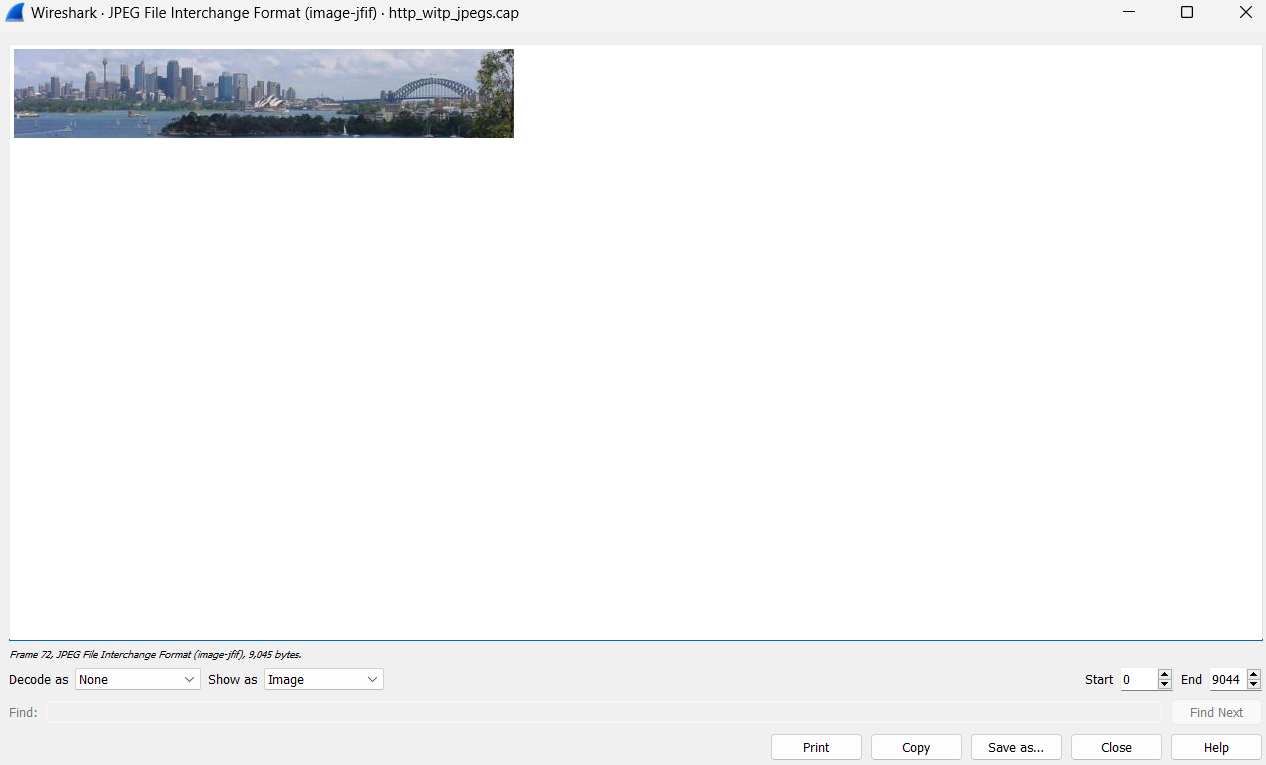 Wireshark · JPEG File Interchange Format (image-jfif) · http_witp_jpegs.cap
Frame 72, JPEG File Interchange Format (image-jfif), 9,045 bytes.
Decode as None Show as Image Start 0 End 9044
Find: Find Next
Print Copy Save as... Close Help